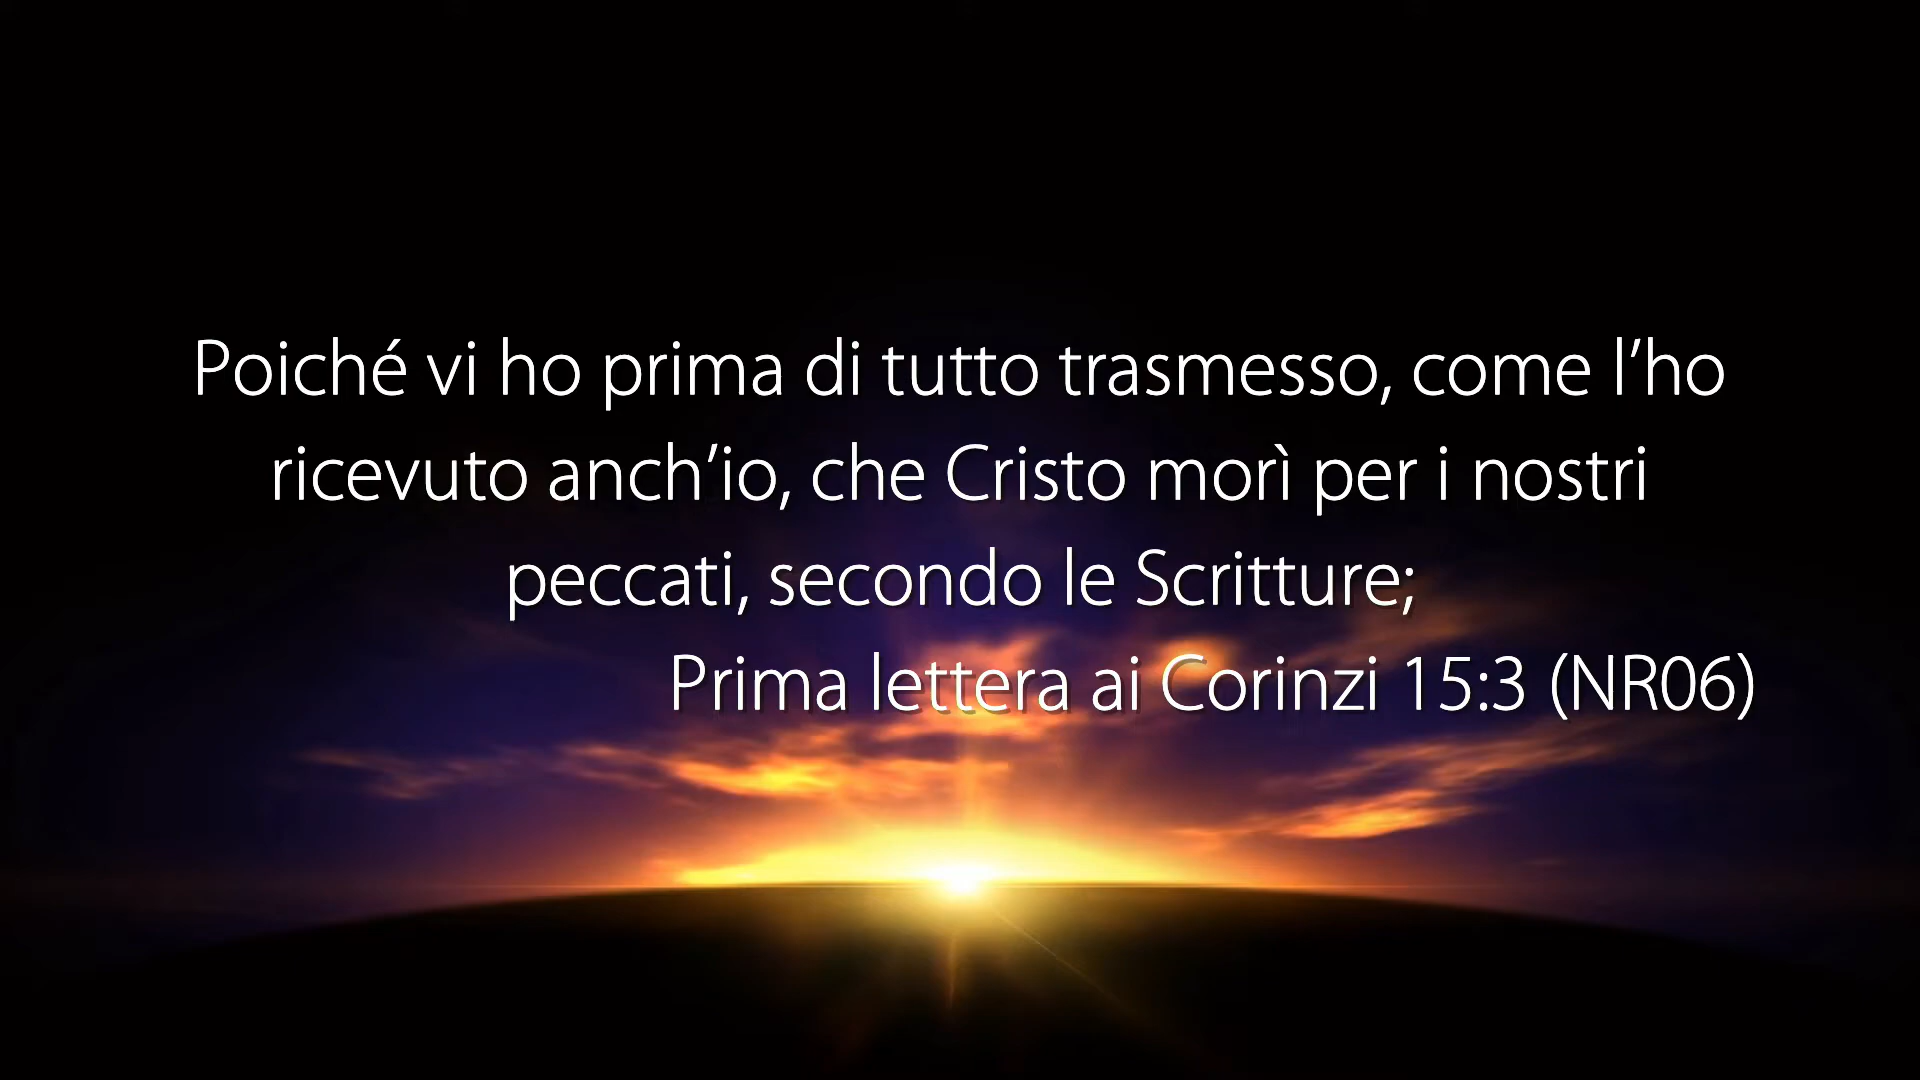 Poiché vi ho prima di tutto trasmesso, come l’ho
ricevuto anch’io, che Cristo morì per i nostri
peccati, secondo le Scritture;
Prima lettera ai Corinzi 15:3 (NR06)